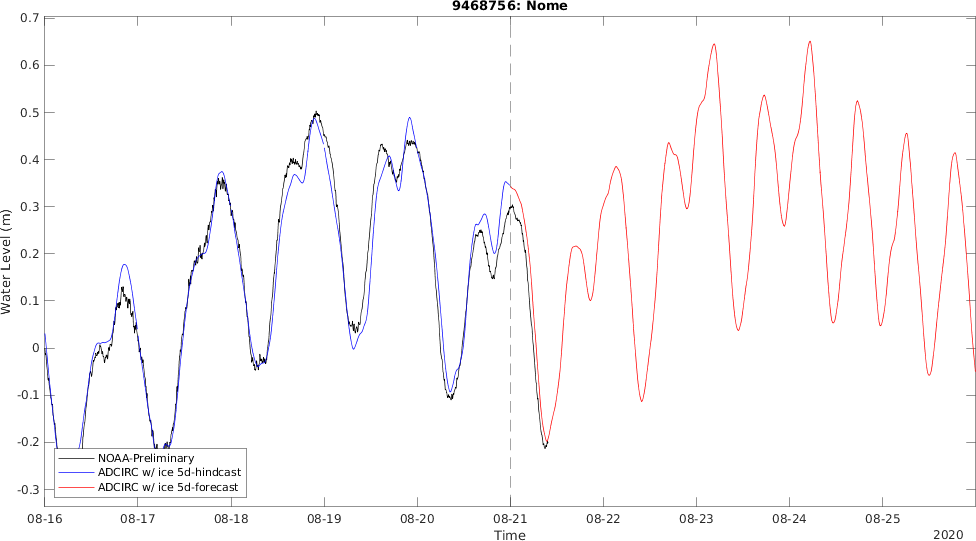 9468756: Nome
0.7
0.6
0.5
0.4
0.3
0.2
0.1
0
-0.1
-0.2
-0.3
Water Level (m)
NOAA-Preliminary
ADCIRC w/ ice 5d-hindcast
ADCIRC w/ ice 5d-forecast
08-16 08-17 08-18 08-19 08-20 08-21 08-22 08-23 08-24 08-25
Time
2020